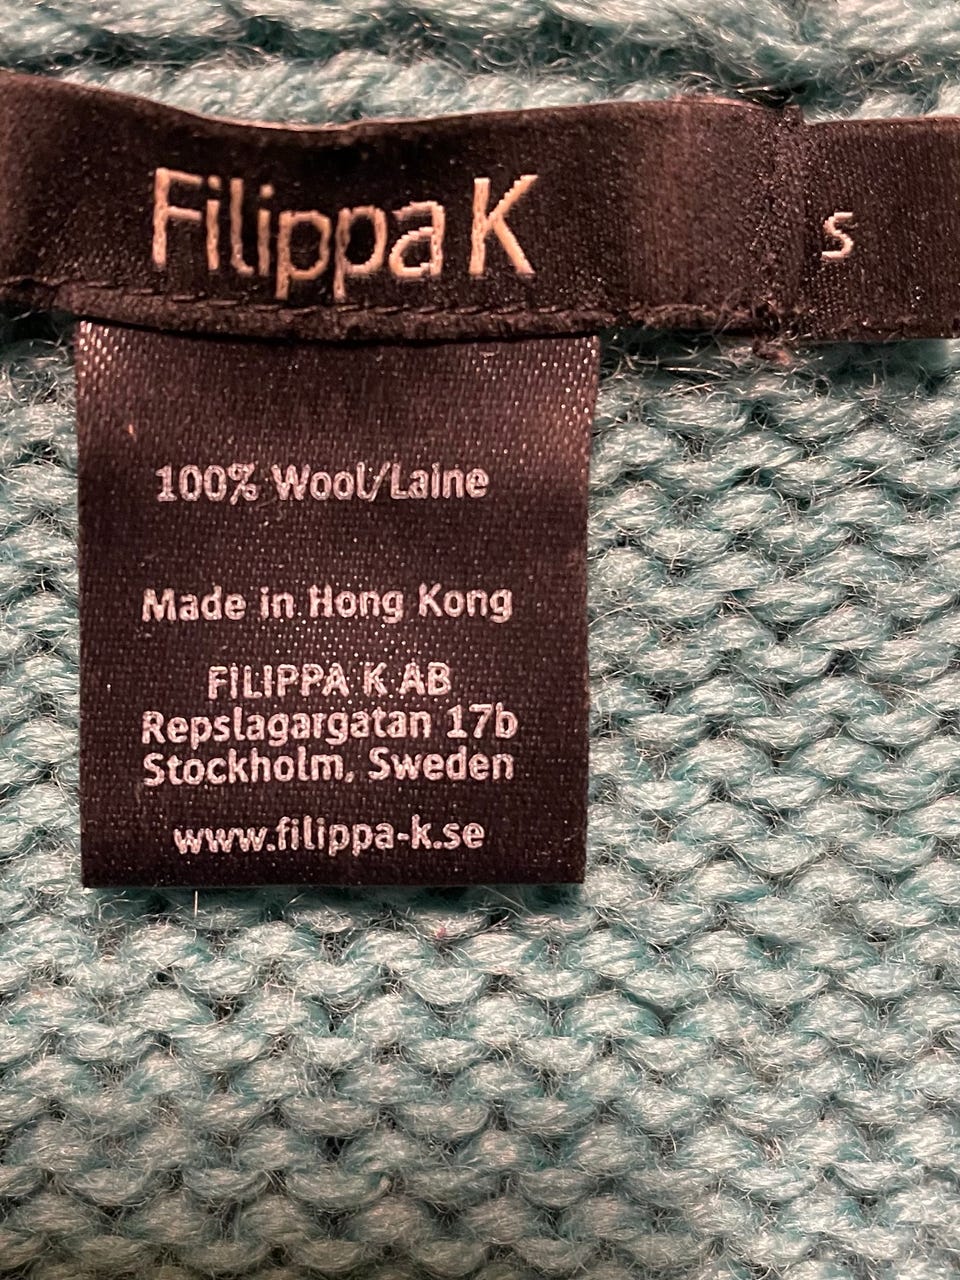 Filippa K
S
100% Wool/Laine
Made in Hong Kong
FILIPPA K AB
Repslagargatan 17b
Stockholm, Sweden
www.filippa-k.se